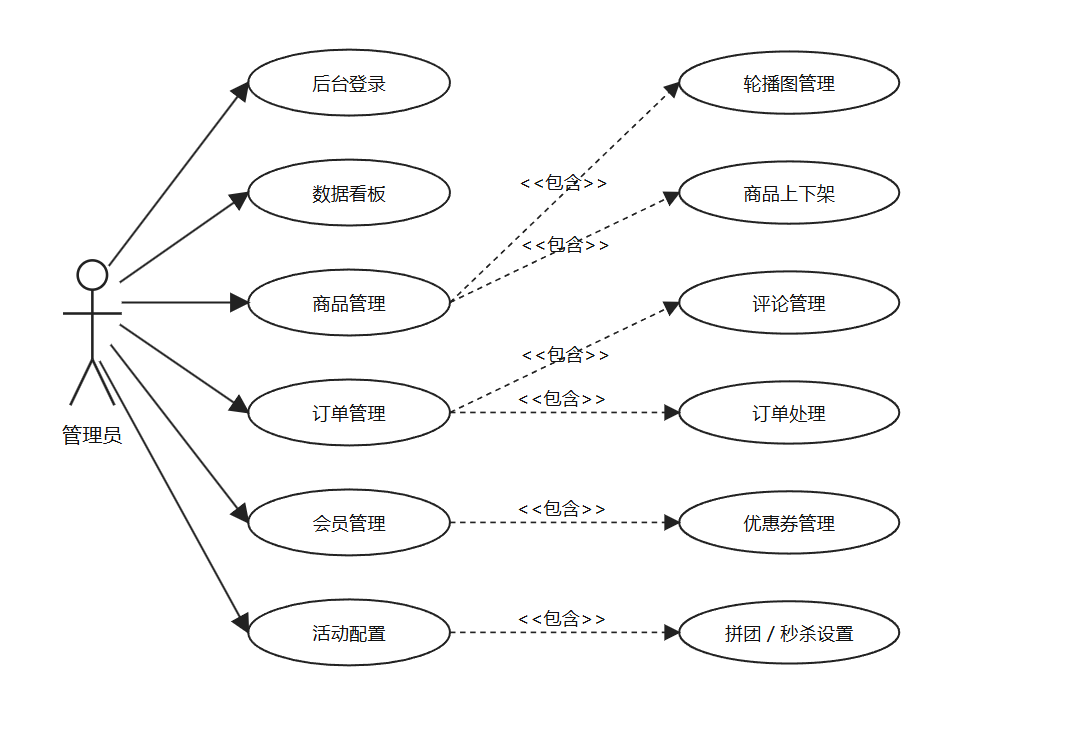 后台登录
轮播图管理
<<包含>>
数据看板
商品上下架
<<包含>>
商品管理
评论管理
<<包含>>
<<包含>>
订单管理
订单处理
管理员
<<包含>>
会员管理
优惠券管理
<<包含>>
活动配置
拼团 / 秒杀设置